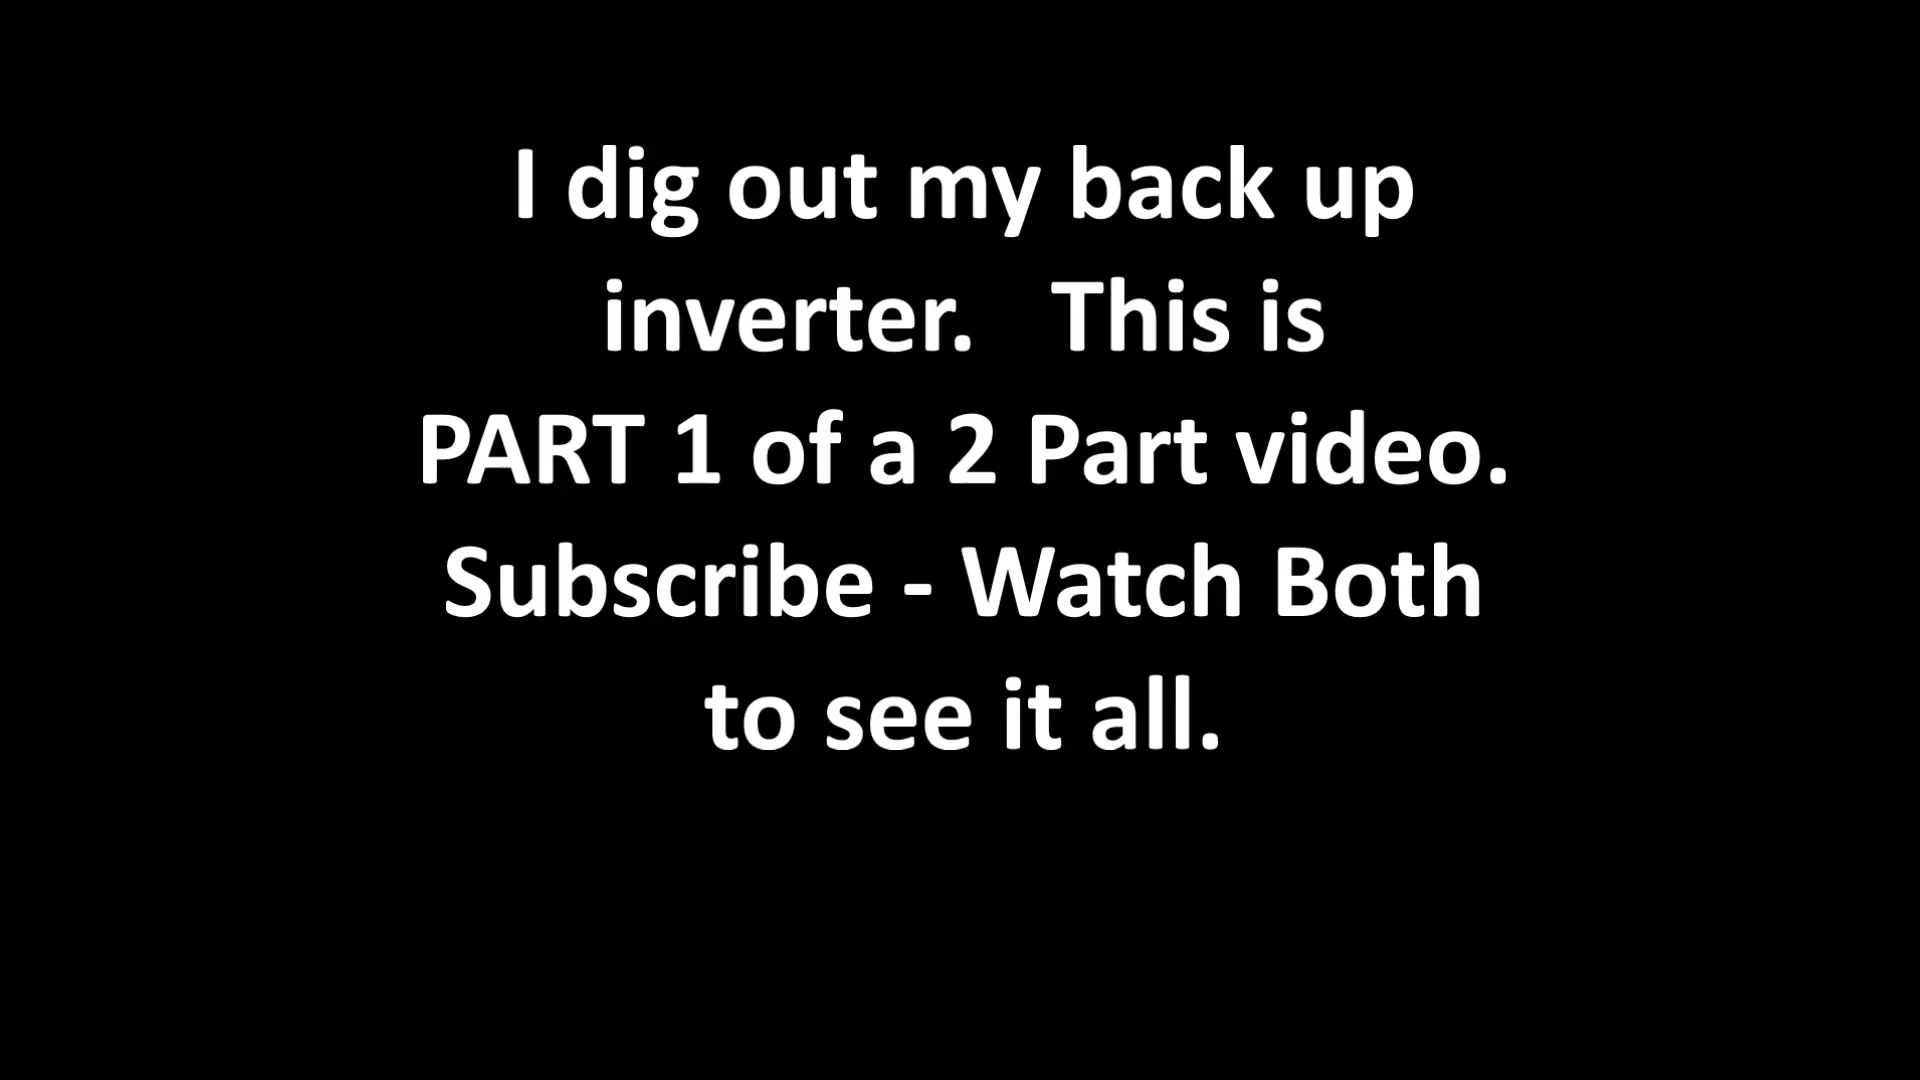 I dig out my back up
inverter.   This is
PART 1 of a 2 Part video.
Subscribe - Watch Both
to see it all.